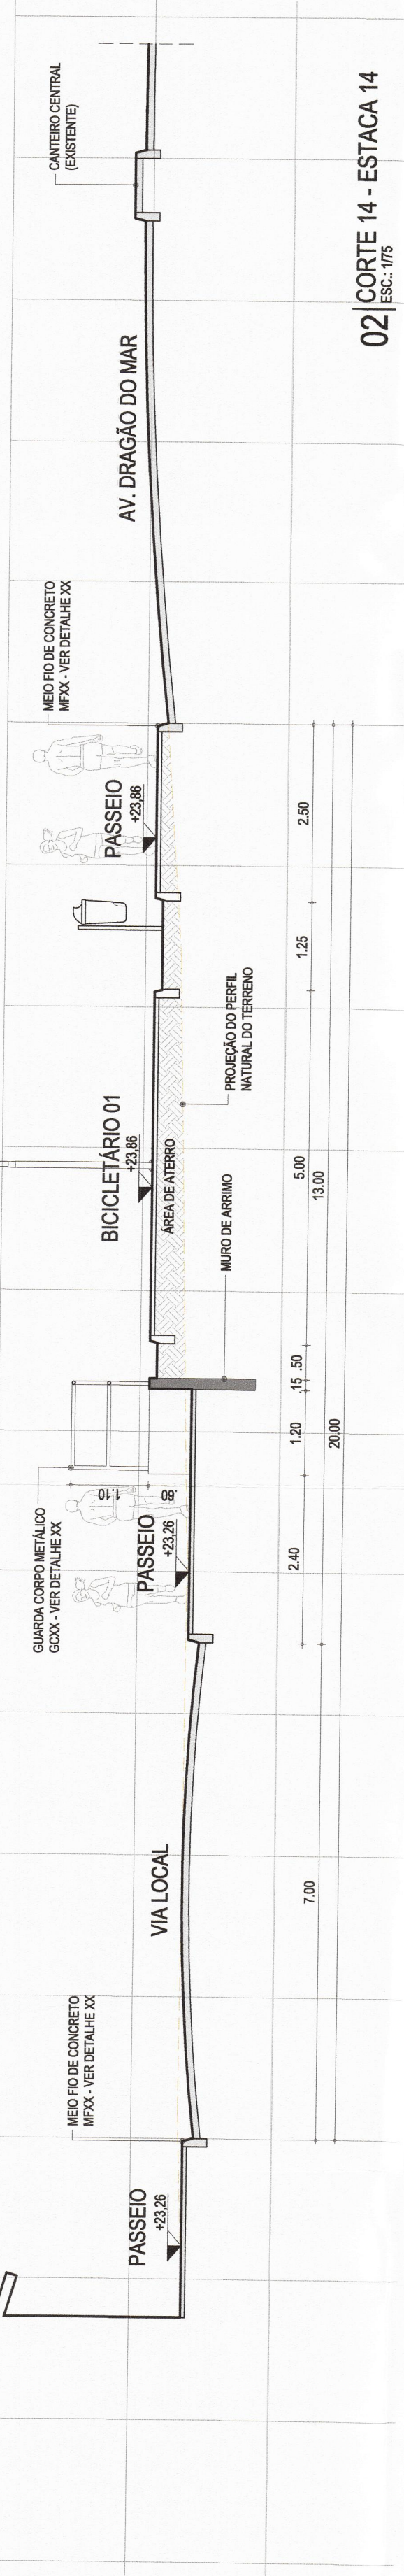 PASSEIO
+23,26
MEIO FIO DE CONCRETO
MFXX - VER DETALHE XX
VIA LOCAL
GUARDA CORPO METÁLICO
GCXX - VER DETALHE XX
PASSEIO
+23,26
1.10
.60
BICICLETÁRIO 01
+23,86
ÁREA DE ATERRO
MURO DE ARRIMO
PROJEÇÃO DO PERFIL
NATURAL DO TERRENO
PASSEIO
+23,86
MEIO FIO DE CONCRETO
MFXX - VER DETALHE XX
AV. DRAGÃO DO MAR
CANTEIRO CENTRAL
(EXISTENTE)
7.00
2.40
1.20
.15
.50
5.00
1.25
2.50
13.00
20.00
02 CORTE 14 - ESTACA 14
ESC.: 1/75